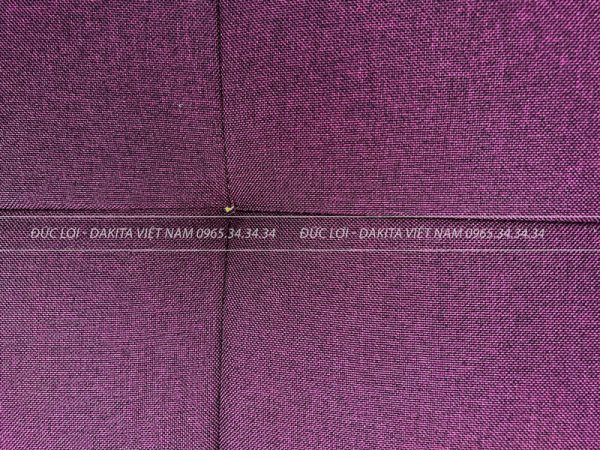 ĐỨC LỢI - DAKITA VIỆT NAM 0965.34.34.34 ĐỨC LỢI - DAKITA VIỆT NAM 0965.34.34.34